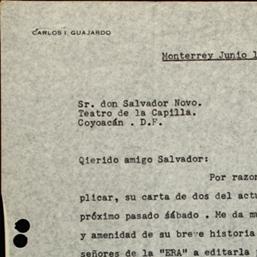 CARLOS I. GUAJARDO
Monterrey Junio 1
Sr. don Salvador Novo.
Teatro de la Capilla.
Coyoacán . D.F.
Qierido amigo Salvador:
Por razon
plicar, su carta de dos del actu
próximo pasado sábado . Me da mu
y amenidad de su breve historia
señores de la "ERA" a editarla